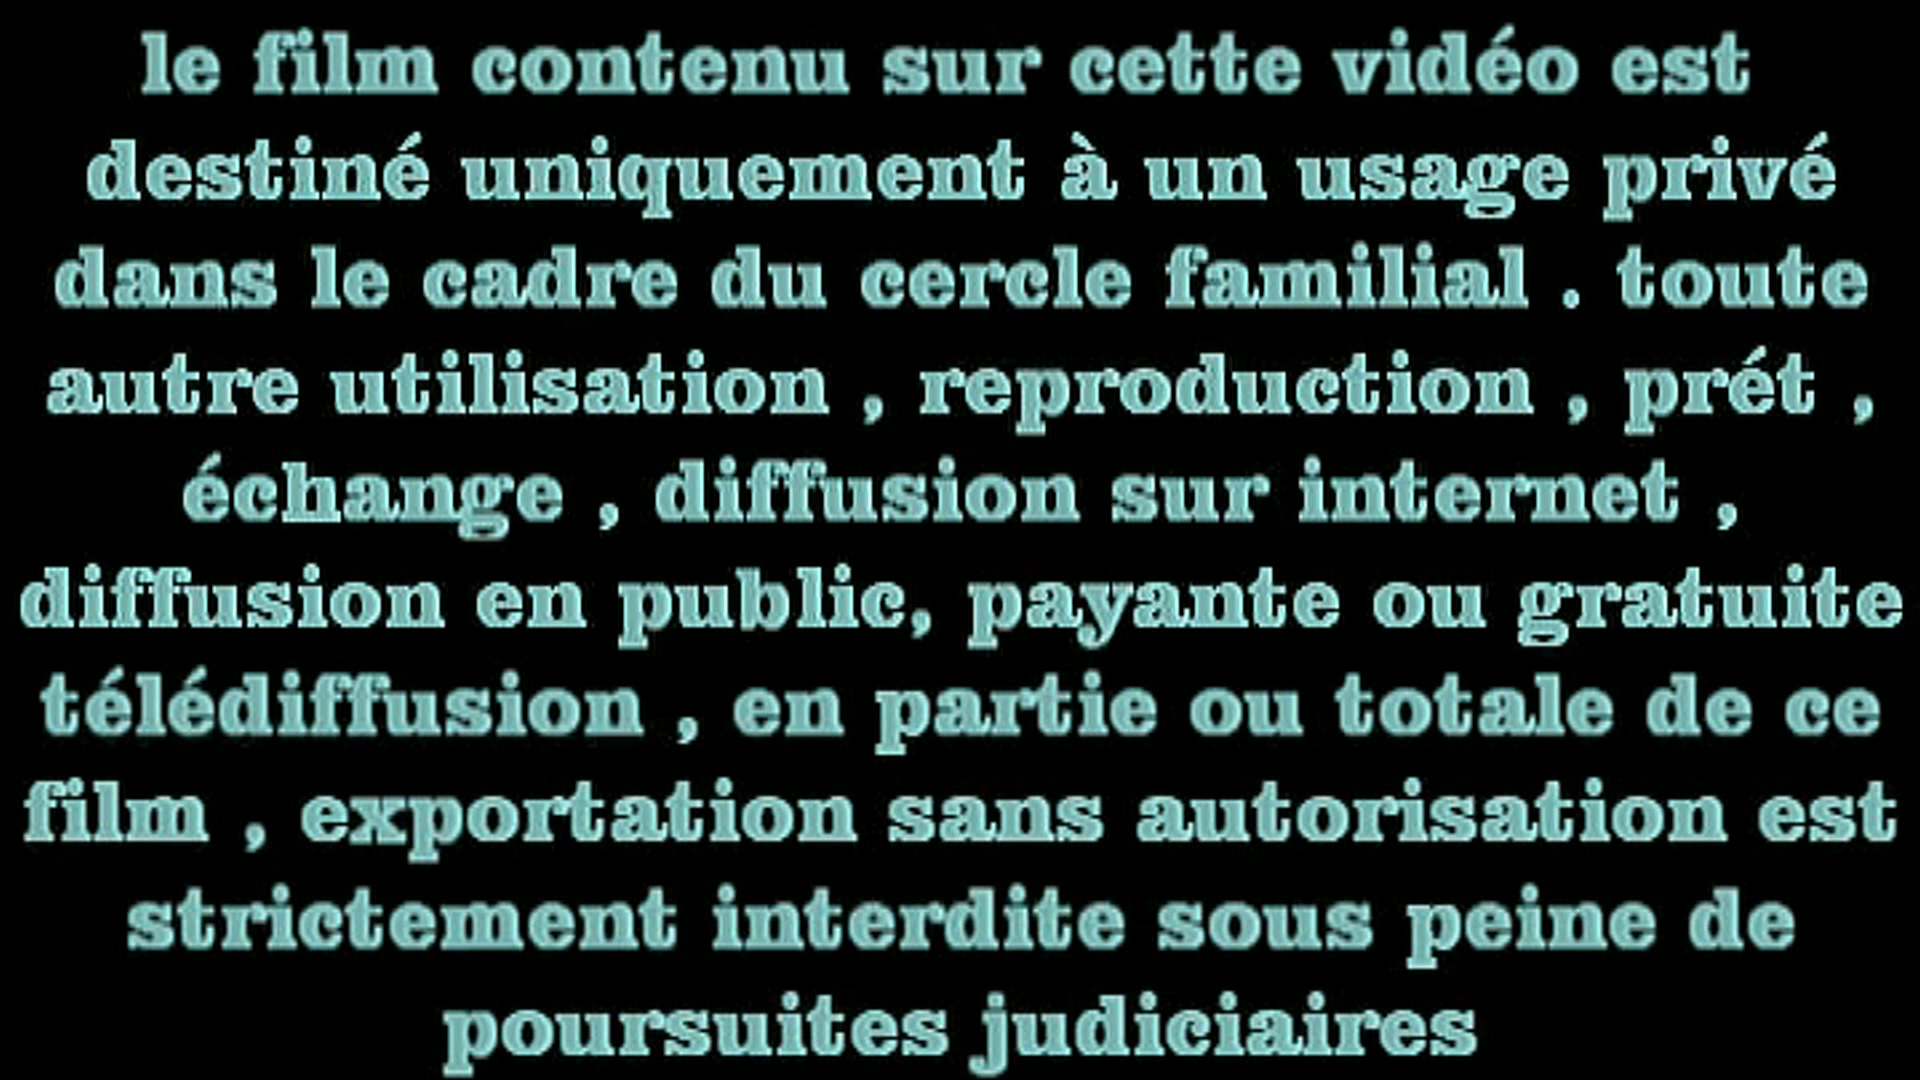 le film contenu sur cette vidéo est
destiné uniquement à un usage privé
dans le cadre du cercle familial . toute
autre utilisation , reproduction , prét ,
échange , diffusion sur internet ,
diffusion en public, payante ou gratuite
télédiffusion , en partie ou totale de ce
film , exportation sans autorisation est
strictement interdite sous peine de
poursuites judiciaires